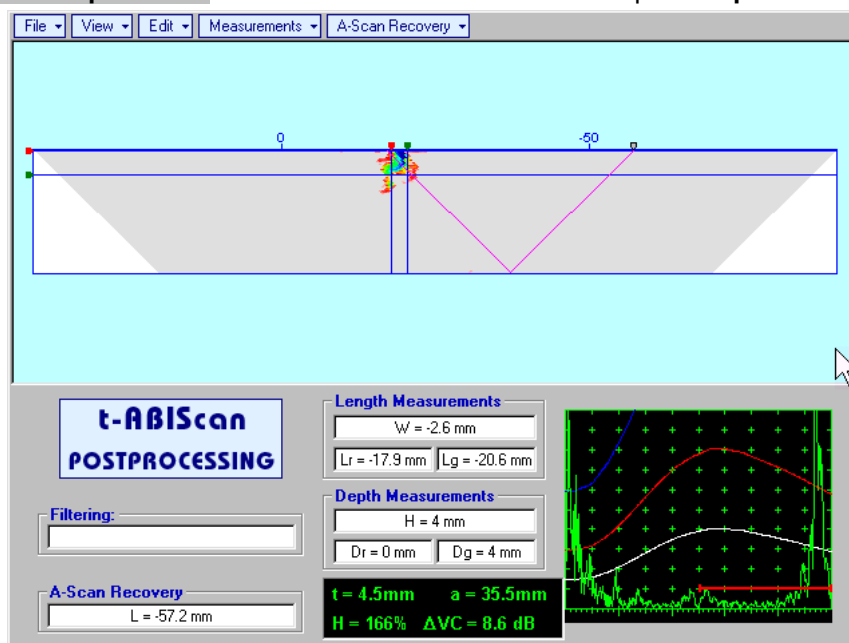 File View Edit Measurements A-Scan Recovery
0 -50
t-ABIScan
POSTPROCESSING
Length Measurements
W = -2.6 mm
Lr = -17.9 mm Lg = -20.6 mm
Depth Measurements
H = 4 mm
Dr = 0 mm Dg = 4 mm
Filtering:
A-Scan Recovery
L = -57.2 mm
t = 4.5mm a = 35.5mm
H = 166% ΔVC = 8.6 dB